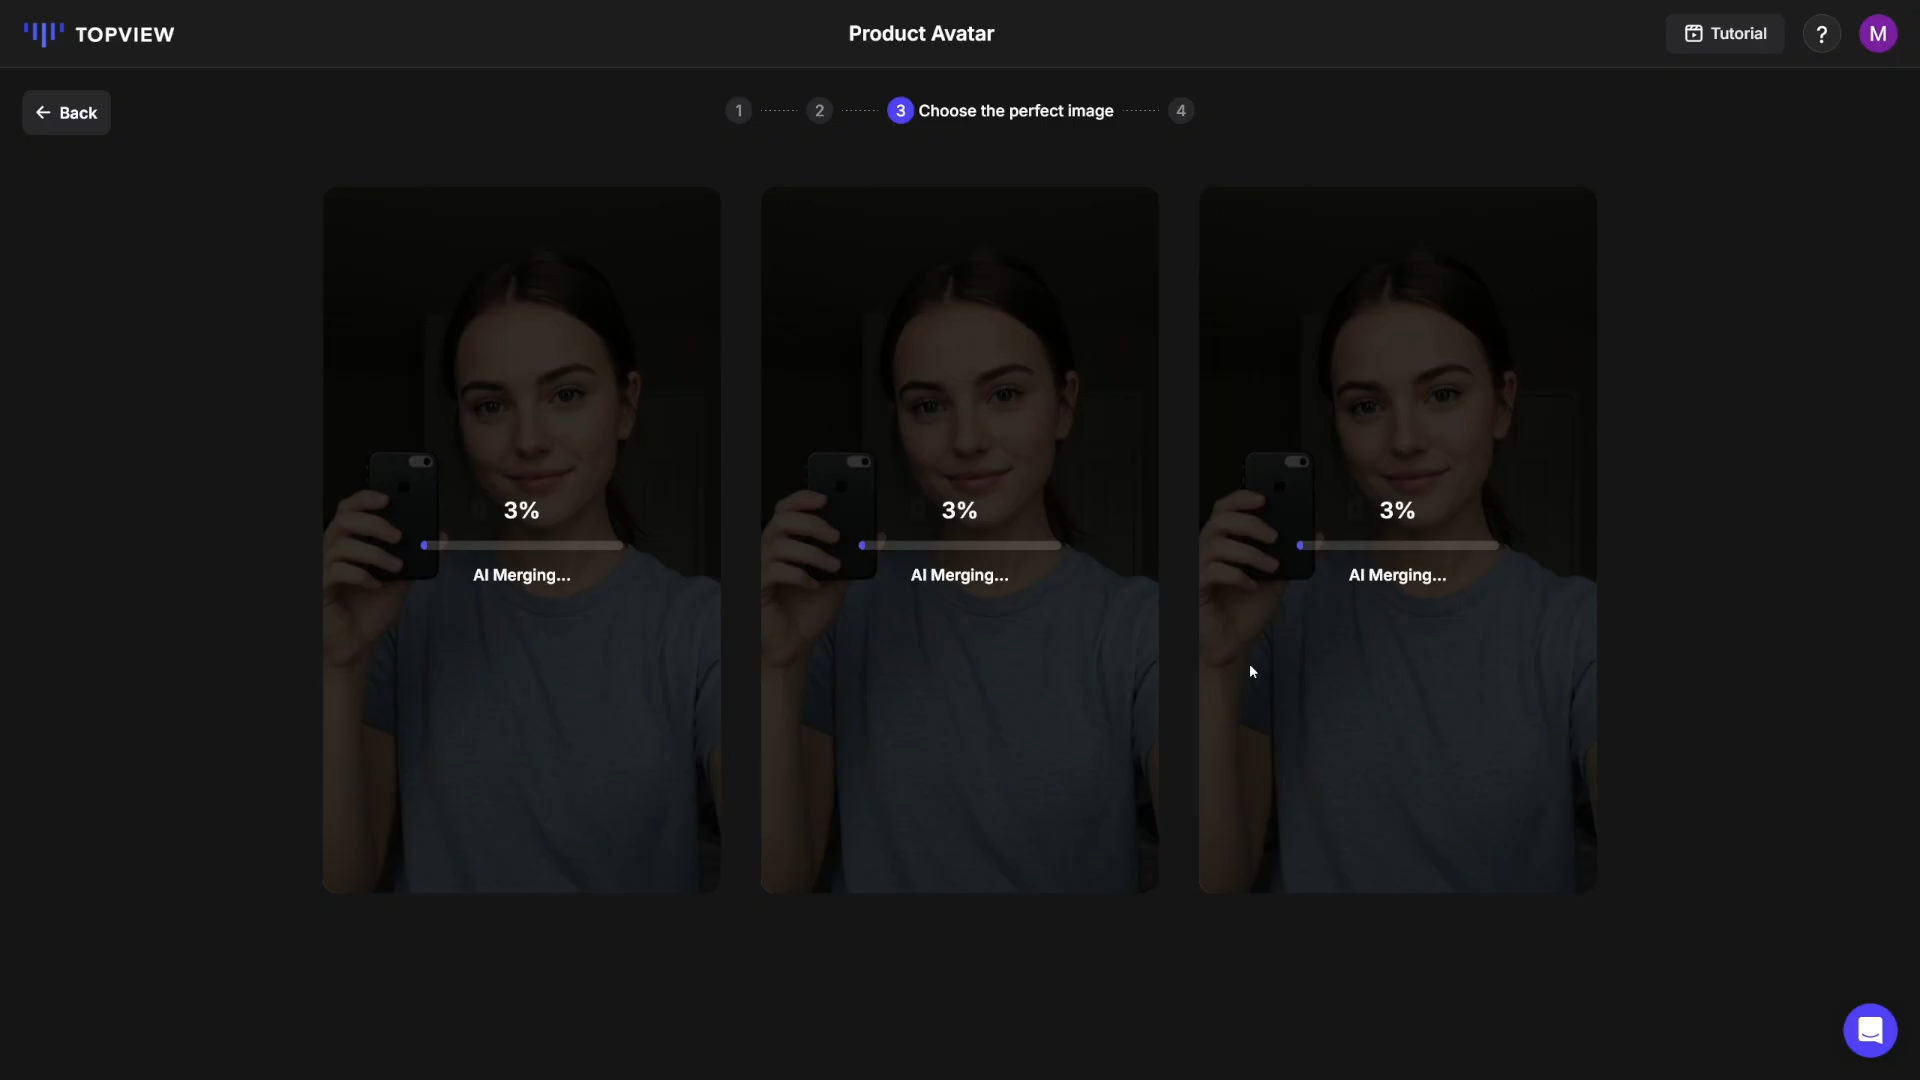 TOPVIEW
Product Avatar
Tutorial
?
M
Back
1
2
3 Choose the perfect image
4
3%
3%
3%
AI Merging...
AI Merging...
AI Merging...